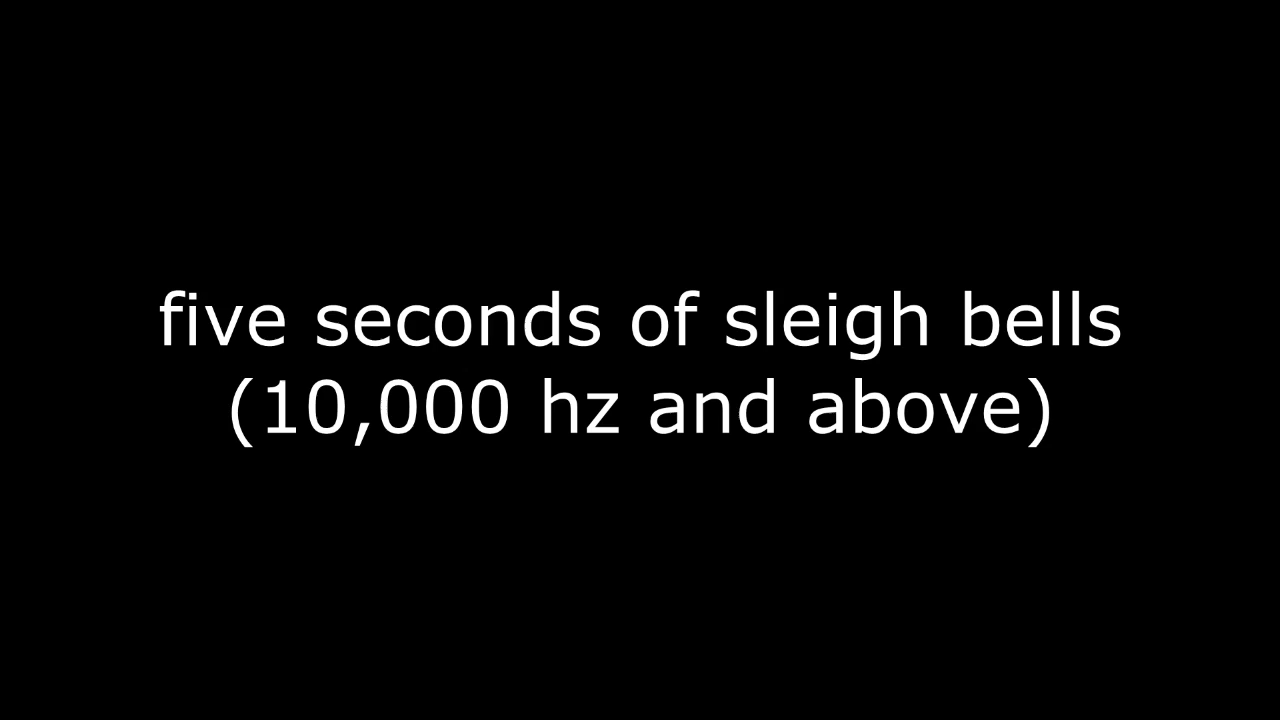 five seconds of sleigh bells
(10,000 hz and above)